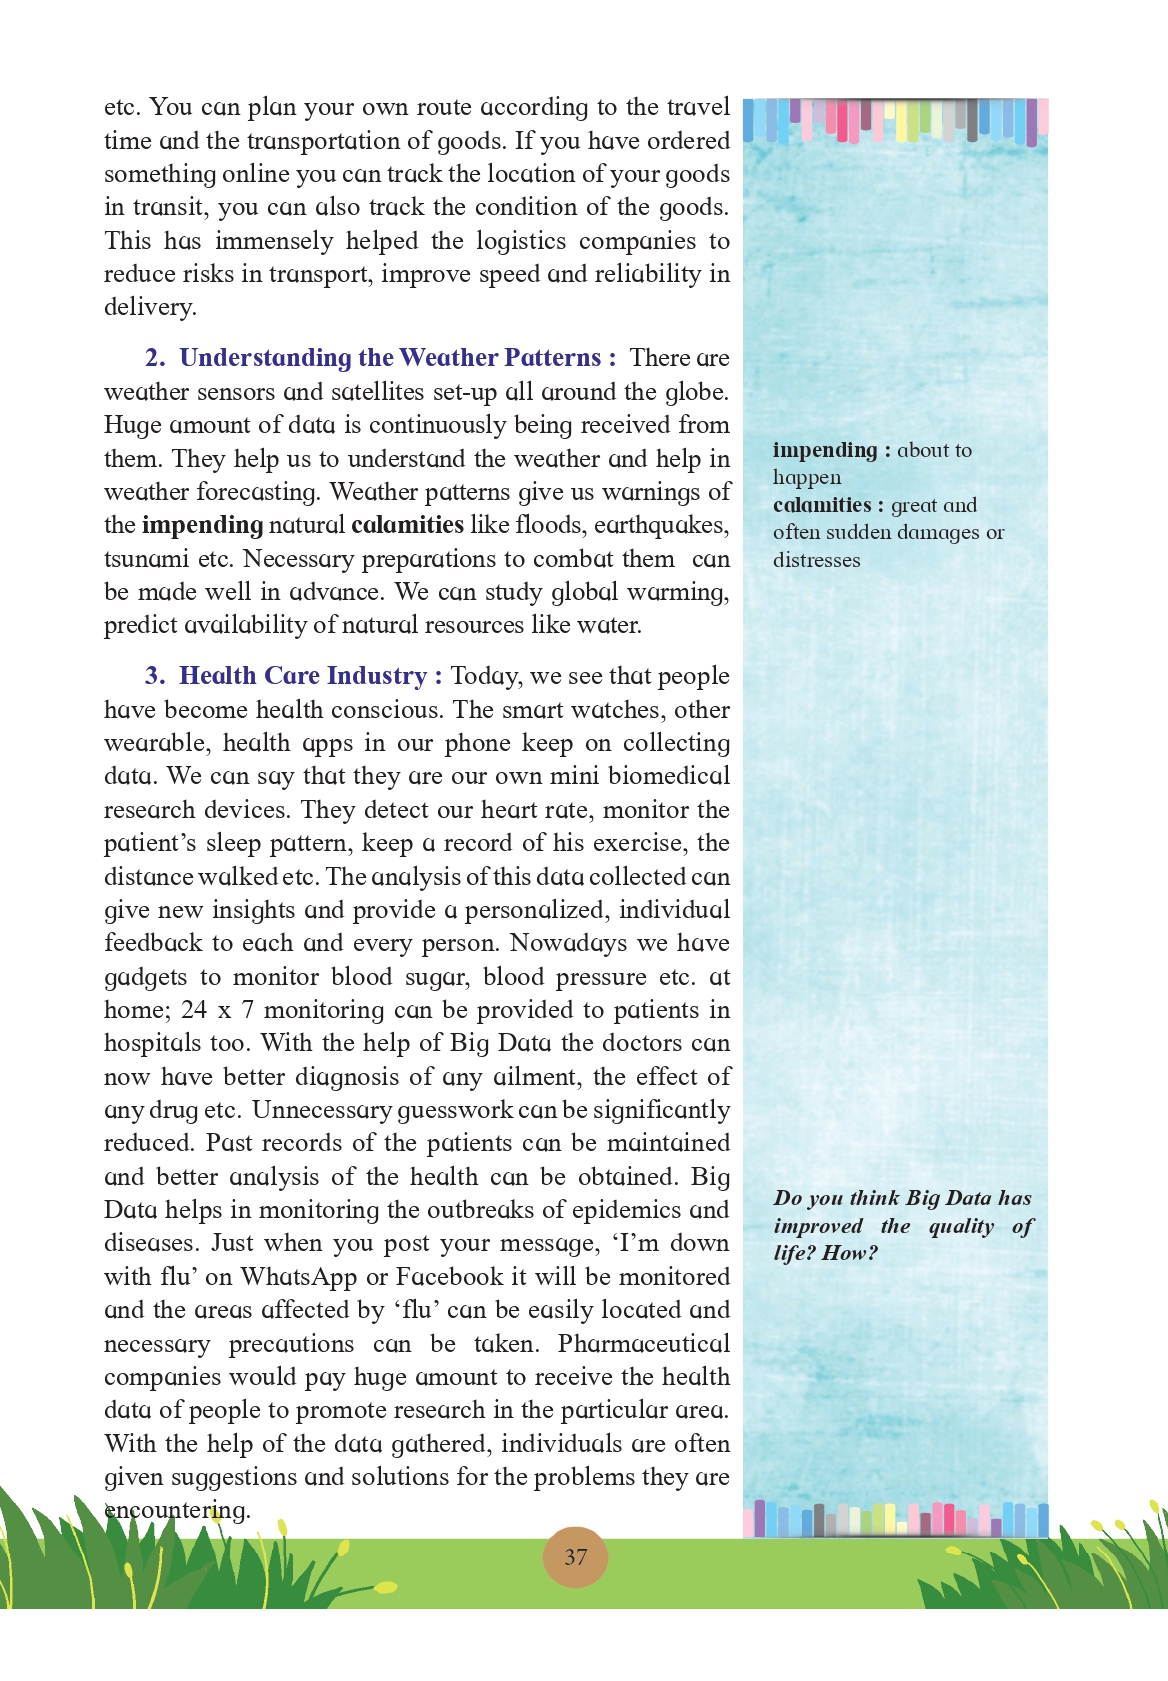 etc. You can plan your own route according to the travel
time and the transportation of goods. If you have ordered
something online you can track the location of your goods
in transit, you can also track the condition of the goods.
This has immensely helped the logistics companies to
reduce risks in transport, improve speed and reliability in
delivery.
2. Understanding the Weather Patterns : There are
weather sensors and satellites set-up all around the globe.
Huge amount of data is continuously being received from
them. They help us to understand the weather and help in
weather forecasting. Weather patterns give us warnings of
the impending natural calamities like floods, earthquakes,
tsunami etc. Necessary preparations to combat them can
be made well in advance. We can study global warming,
predict availability of natural resources like water.
3. Health Care Industry : Today, we see that people
have become health conscious. The smart watches, other
wearable, health apps in our phone keep on collecting
data. We can say that they are our own mini biomedical
research devices. They detect our heart rate, monitor the
patient’s sleep pattern, keep a record of his exercise, the
distance walked etc. The analysis of this data collected can
give new insights and provide a personalized, individual
feedback to each and every person. Nowadays we have
gadgets to monitor blood sugar, blood pressure etc. at
home; 24 x 7 monitoring can be provided to patients in
hospitals too. With the help of Big Data the doctors can
now have better diagnosis of any ailment, the effect of
any drug etc. Unnecessary guesswork can be significantly
reduced. Past records of the patients can be maintained
and better analysis of the health can be obtained. Big
Data helps in monitoring the outbreaks of epidemics and
diseases. Just when you post your message, ‘I’m down
with flu’ on WhatsApp or Facebook it will be monitored
and the areas affected by ‘flu’ can be easily located and
necessary precautions can be taken. Pharmaceutical
companies would pay huge amount to receive the health
data of people to promote research in the particular area.
With the help of the data gathered, individuals are often
given suggestions and solutions for the problems they are
encountering.
impending : about to
happen
calamities : great and
often sudden damages or
distresses
Do you think Big Data has
improved the quality of
life? How?
37